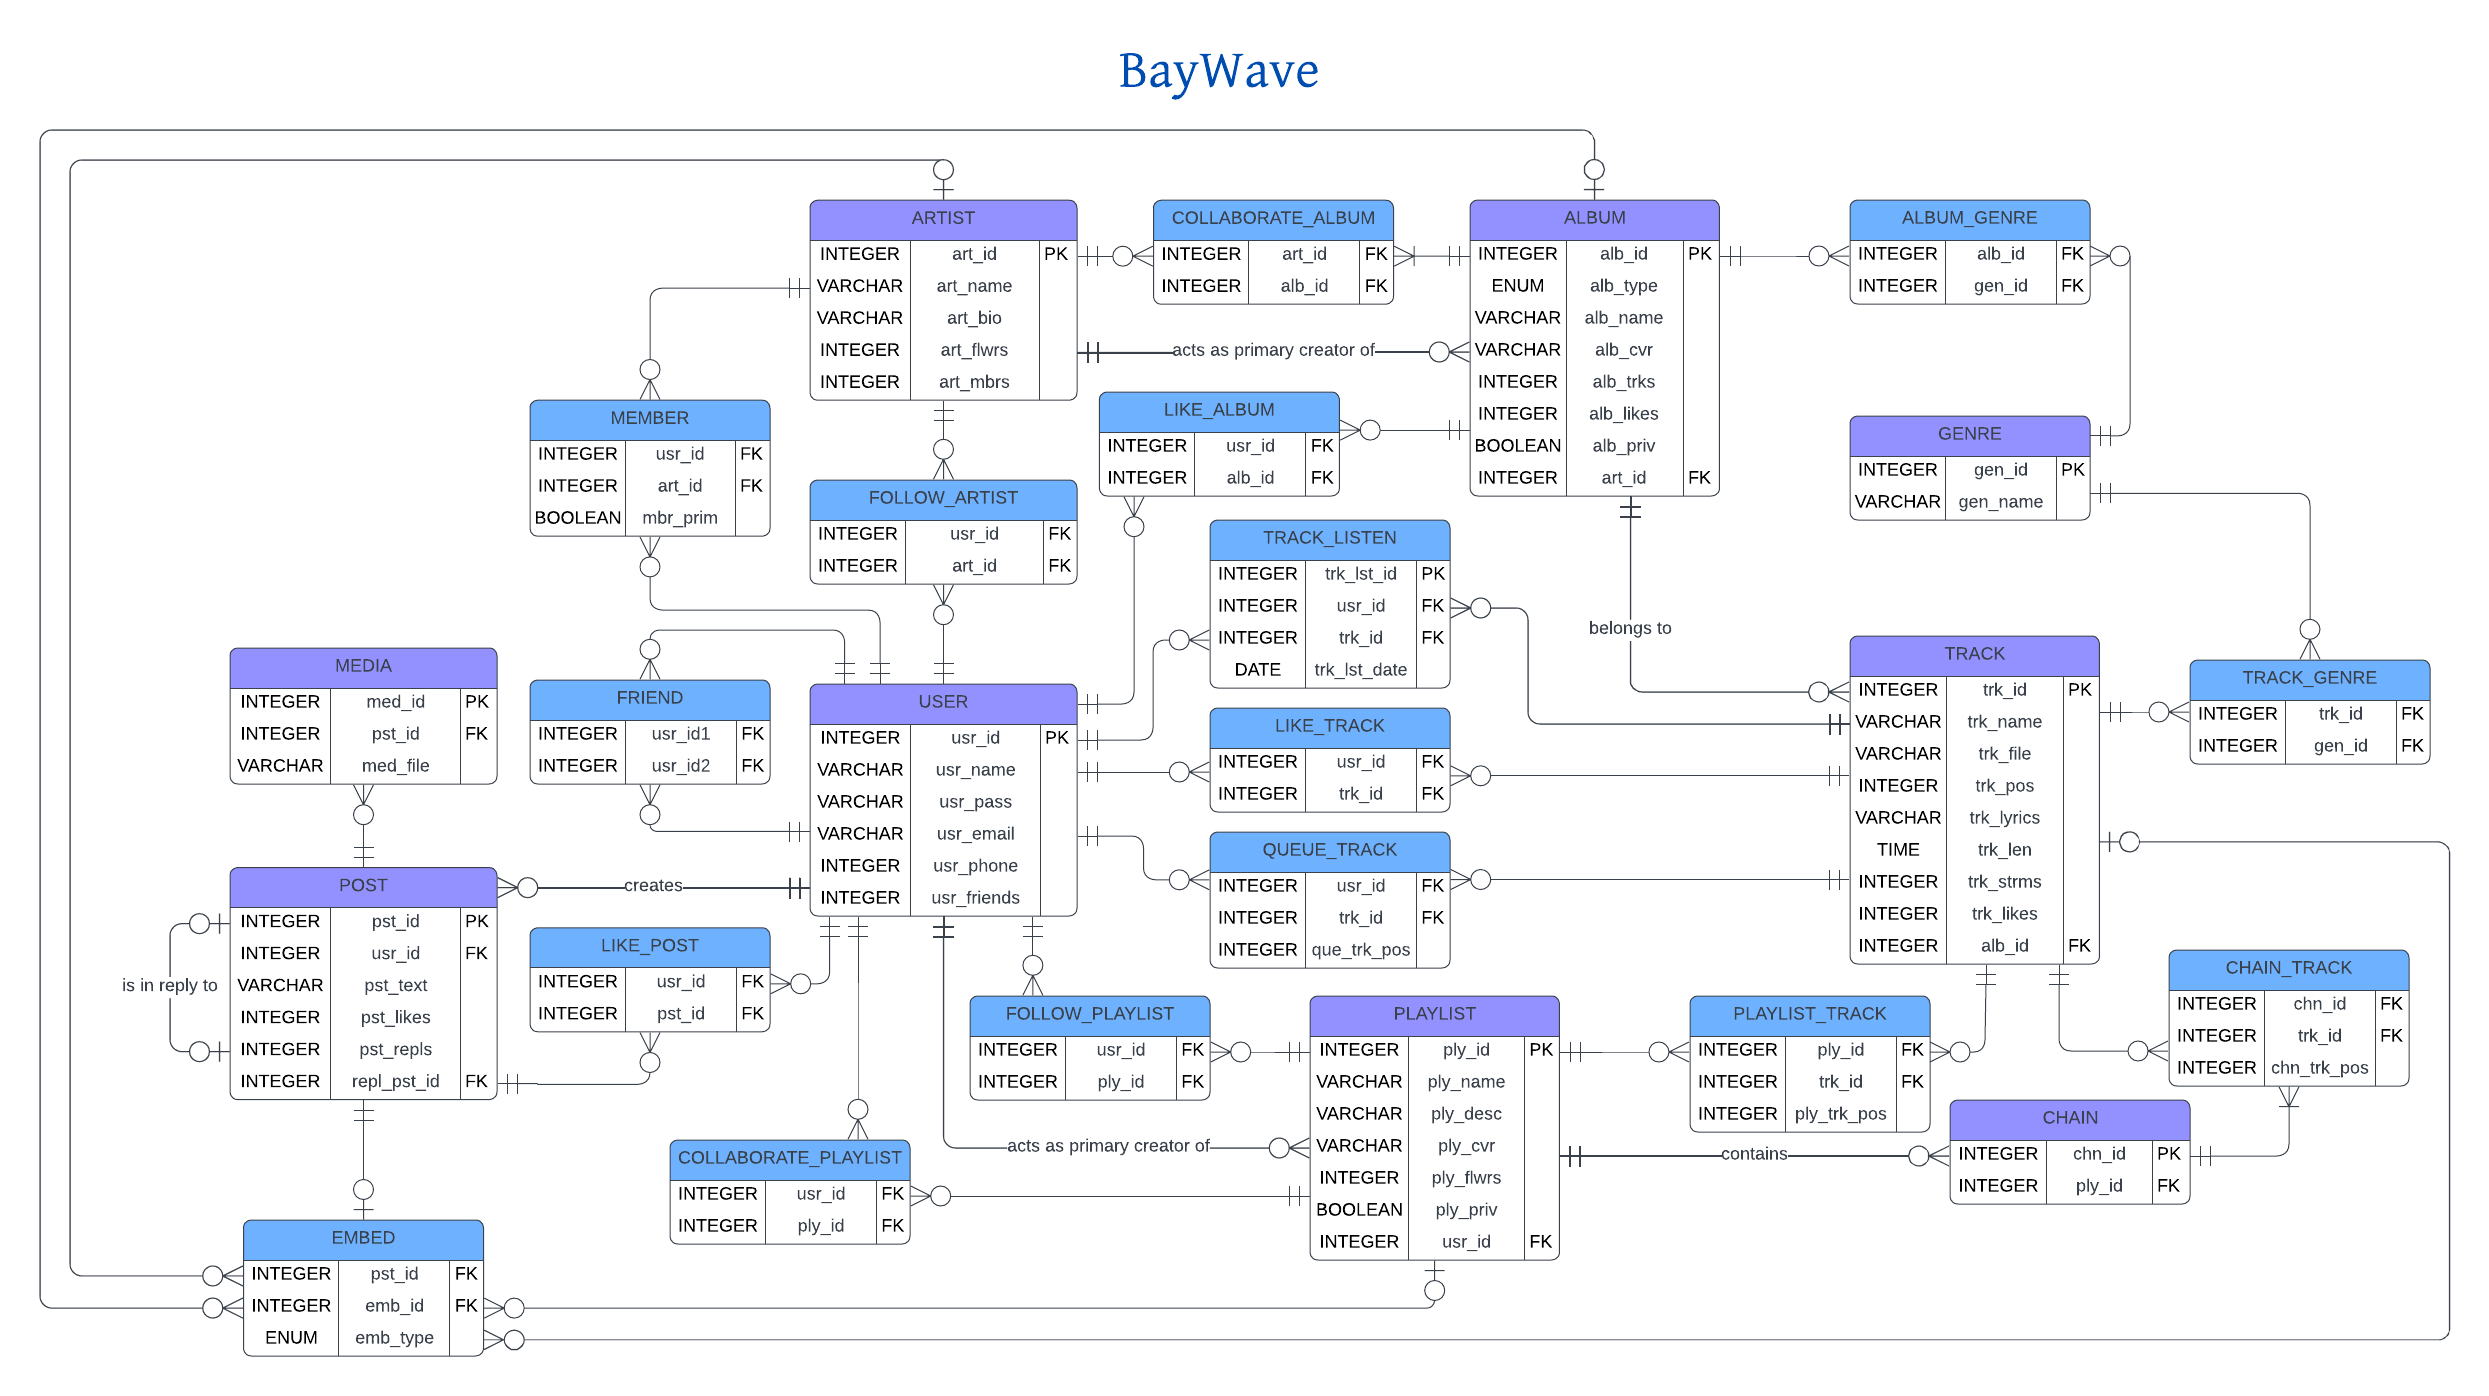 BayWave
ARTIST
INTEGER art_id PK
VARCHAR art_name
VARCHAR art_bio
INTEGER art_flwrs
INTEGER art_mbrs
COLLABORATE_ALBUM
INTEGER art_id FK
INTEGER alb_id FK
ALBUM
INTEGER alb_id PK
ENUM alb_type
VARCHAR alb_name
VARCHAR alb_cvr
INTEGER alb_trks
INTEGER alb_likes
BOOLEAN alb_priv
INTEGER art_id FK
ALBUM_GENRE
INTEGER alb_id FK
INTEGER gen_id FK
acts as primary creator of
MEMBER
INTEGER usr_id FK
INTEGER art_id FK
BOOLEAN mbr_prim
LIKE_ALBUM
INTEGER usr_id FK
INTEGER alb_id FK
GENRE
INTEGER gen_id PK
VARCHAR gen_name
FOLLOW_ARTIST
INTEGER usr_id FK
INTEGER art_id FK
TRACK_LISTEN
INTEGER trk_lst_id PK
INTEGER usr_id FK
INTEGER trk_id FK
DATE trk_lst_date
belongs to
MEDIA
INTEGER med_id PK
INTEGER pst_id FK
VARCHAR med_file
FRIEND
INTEGER usr_id1 FK
INTEGER usr_id2 FK
USER
INTEGER usr_id PK
VARCHAR usr_name
VARCHAR usr_pass
VARCHAR usr_email
INTEGER usr_phone
INTEGER usr_friends
LIKE_TRACK
INTEGER usr_id FK
INTEGER trk_id FK
TRACK
INTEGER trk_id PK
VARCHAR trk_name
VARCHAR trk_file
INTEGER trk_pos
VARCHAR trk_lyrics
TIME trk_len
INTEGER trk_strms
INTEGER trk_likes
INTEGER alb_id FK
TRACK_GENRE
INTEGER trk_id FK
INTEGER gen_id FK
QUEUE_TRACK
INTEGER usr_id FK
INTEGER trk_id FK
INTEGER que_trk_pos
POST
INTEGER pst_id PK
INTEGER usr_id FK
VARCHAR pst_text
INTEGER pst_likes
INTEGER pst_repls
INTEGER repl_pst_id FK
creates
is in reply to
LIKE_POST
INTEGER usr_id FK
INTEGER pst_id FK
FOLLOW_PLAYLIST
INTEGER usr_id FK
INTEGER ply_id FK
PLAYLIST
INTEGER ply_id PK
VARCHAR ply_name
VARCHAR ply_desc
VARCHAR ply_cvr
INTEGER ply_flwrs
BOOLEAN ply_priv
INTEGER usr_id FK
PLAYLIST_TRACK
INTEGER ply_id FK
INTEGER trk_id FK
INTEGER ply_trk_pos
CHAIN_TRACK
INTEGER chn_id FK
INTEGER trk_id FK
INTEGER chn_trk_pos
acts as primary creator of
contains
CHAIN
INTEGER chn_id PK
INTEGER ply_id FK
COLLABORATE_PLAYLIST
INTEGER usr_id FK
INTEGER ply_id FK
EMBED
INTEGER pst_id FK
INTEGER emb_id FK
ENUM emb_type